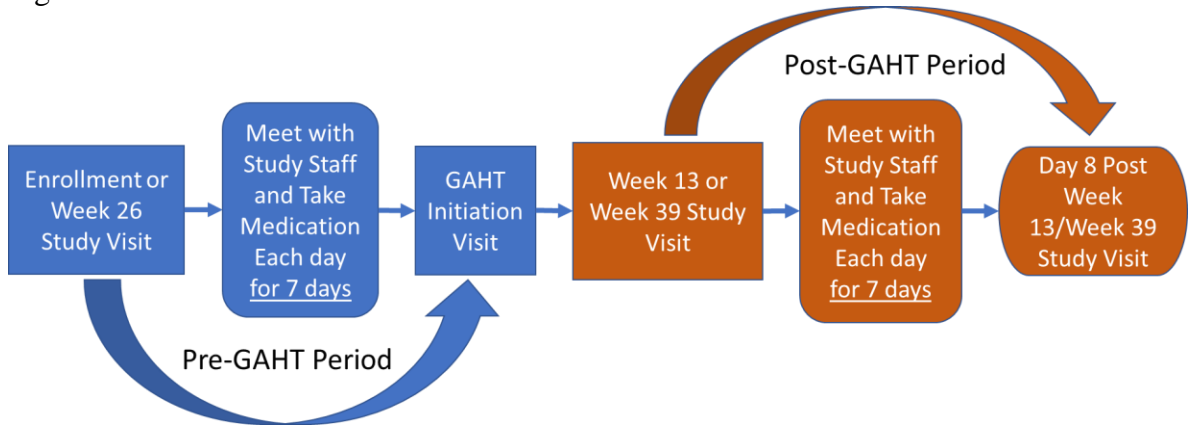 Post-GAHT Period
Enrollment or
Week 26
Study Visit
Meet with
Study Staff
and Take
Medication
Each day
for 7 days
GAHT
Initiation
Visit
Week 13 or
Week 39 Study
Visit
Meet with
Study Staff
and Take
Medication
Each day
for 7 days
Day 8 Post
Week
13/Week 39
Study Visit
Pre-GAHT Period